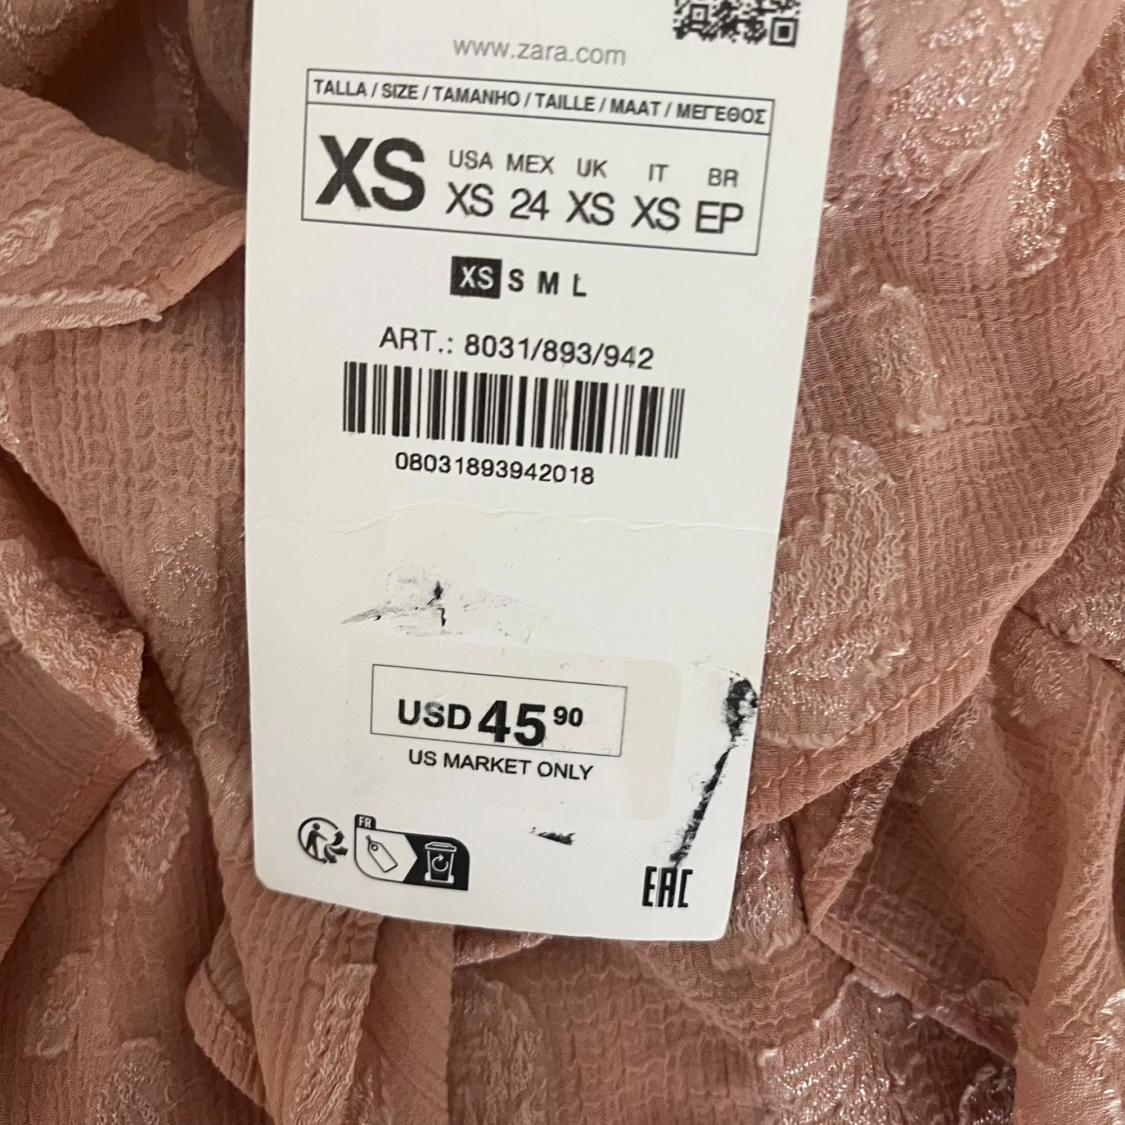 www.zara.com
TALLA / SIZE / TAMANHO / TAILLE / MAAT / ΜΕΓΕΘΟΣ
XS USA MEX UK IT BR
XS 24 XS XS EP
XS S M L
ART.: 8031/893/942
08031893942018
USD 45 90
US MARKET ONLY
FR
EAC